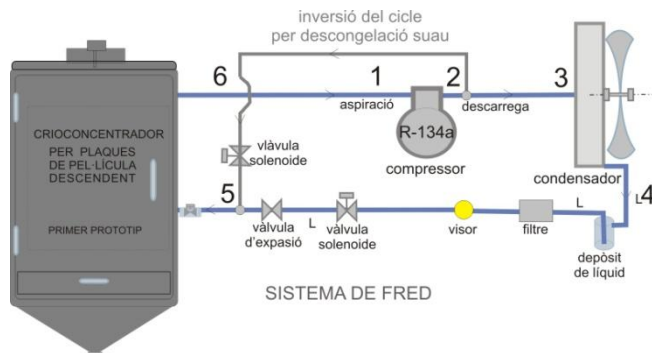 inversió del cicle
per descongelació suau
6
1
2
3
aspiració
descarrega
R-134a
compressor
CRIOCONCENTRADOR
PER PLAQUES
DE PEL·LÍCULA
DESCENDENT
PRIMER PROTOTIP
vlàvula
solenoide
condensador
5
L
4
L
vàlvula
d'expasió
L
vàlvula
solenoide
visor
filtre
depòsit
de líquid
SISTEMA DE FRED